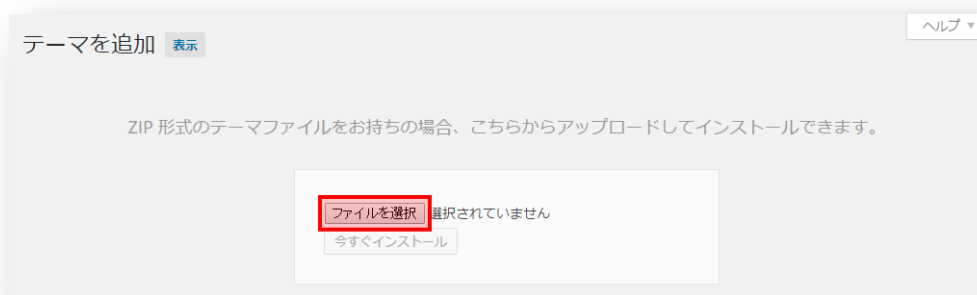 ヘルプ ▼
テーマを追加 表示
ZIP 形式のテーマファイルをお持ちの場合、こちらからアップロードしてインストールできます。
ファイルを選択 選択されていません
今すぐインストール